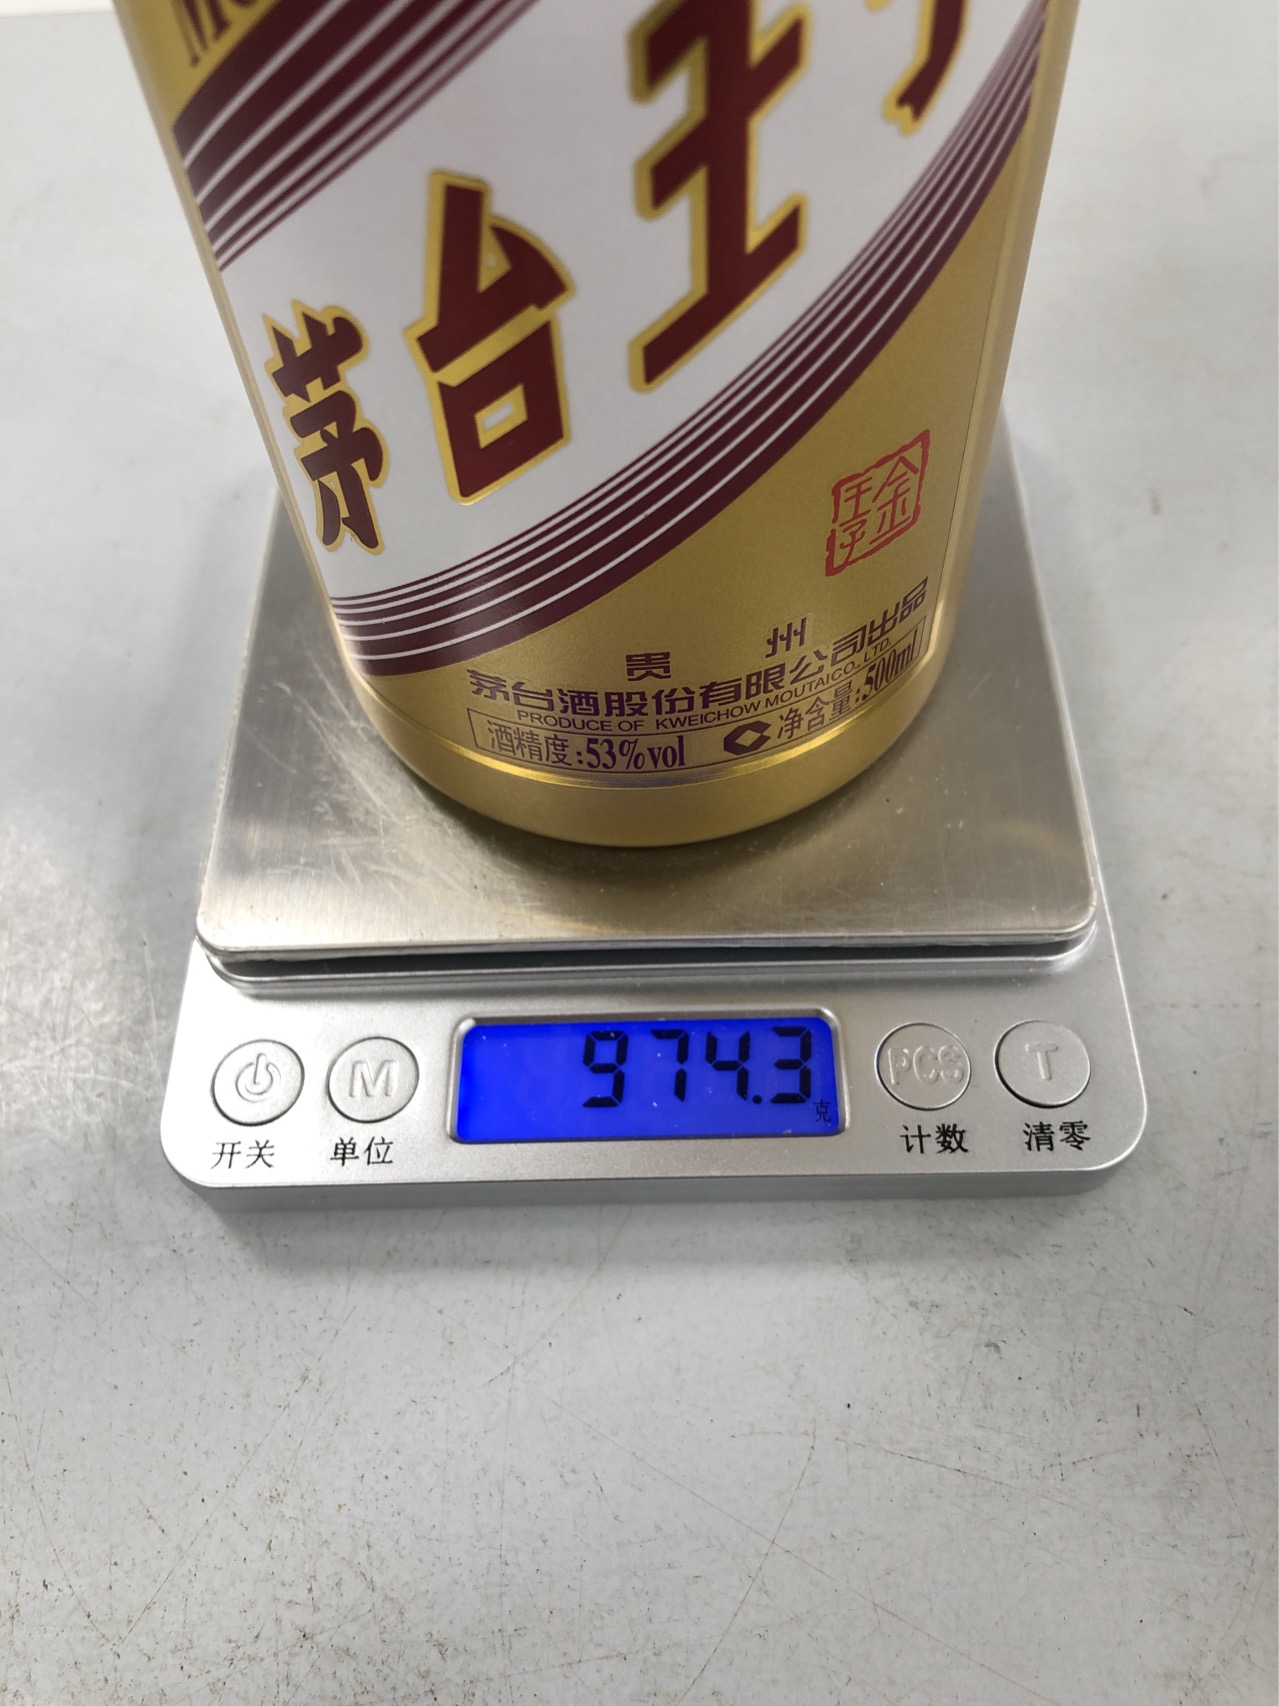 茅台王
金
王子
贵州
茅台酒股份有限公司出品
PRODUCE OF KWEICHOW MOUTAI CO., LTD.
酒精度:53%vol 净含量:500ml
974.3
克
M PCS T
开关 单位 计数 清零